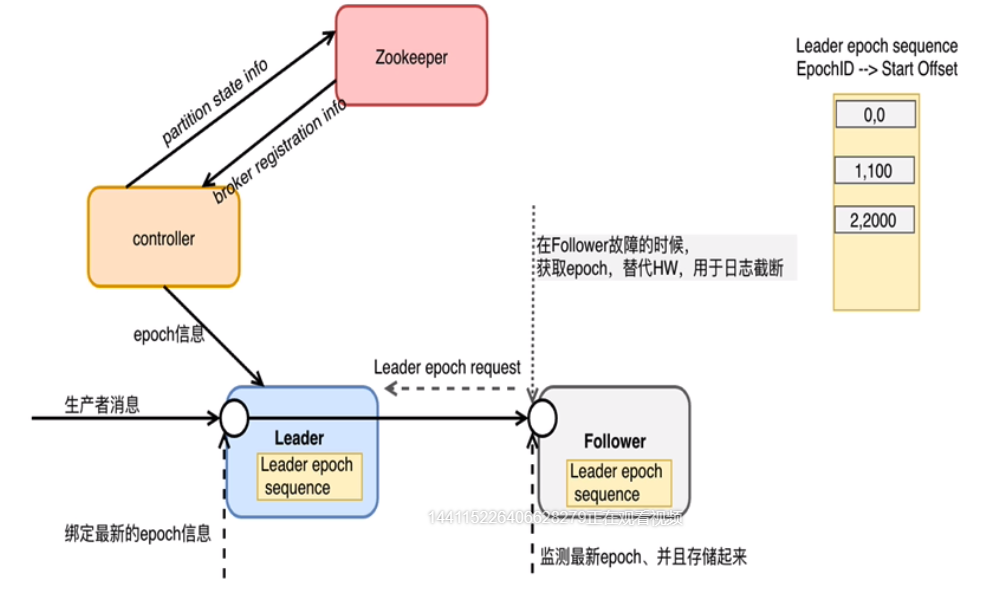 Zookeeper
partition state info
broker registration info
controller
epoch信息
Leader epoch sequence
EpochID --> Start Offset
0,0
1,100
2,2000
在Follower故障的时候，
获取epoch，替代HW，用于日志截断
Leader epoch request
生产者消息
Leader
Leader epoch
sequence
Follower
Leader epoch
sequence
144115226406628279正在观看视频
绑定最新的epoch信息
监测最新epoch、并且存储起来